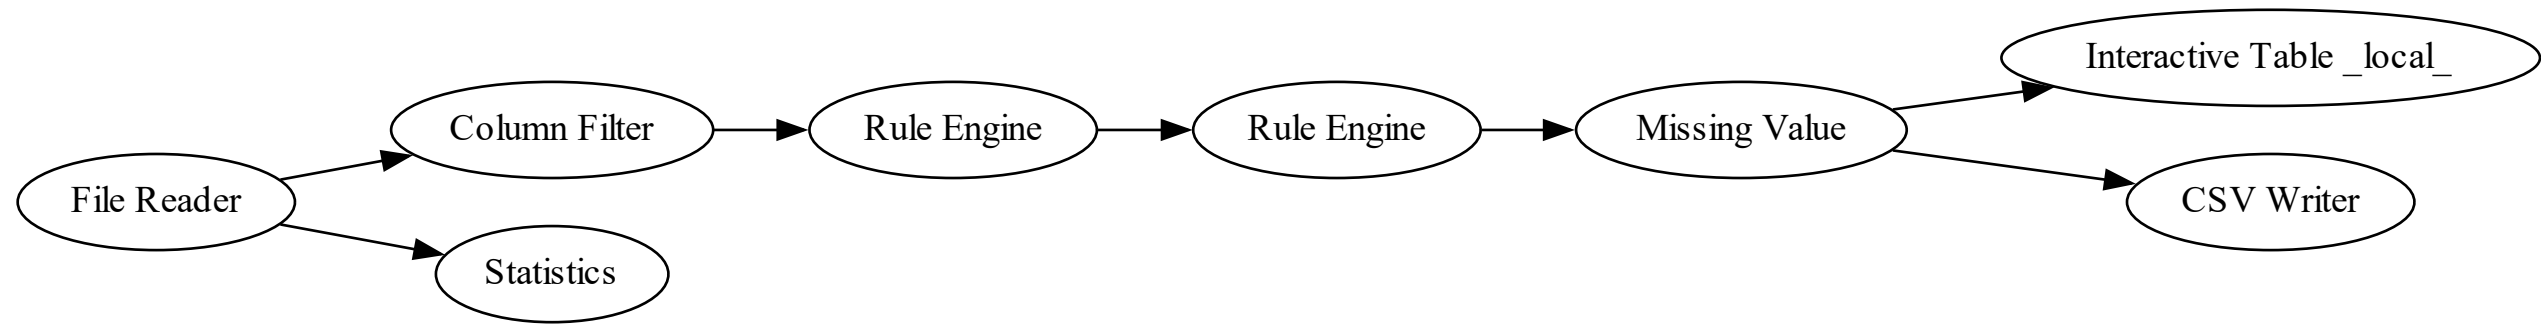 File Reader
Column Filter
Statistics
Rule Engine
Rule Engine
Missing Value
Interactive Table _local_
CSV Writer